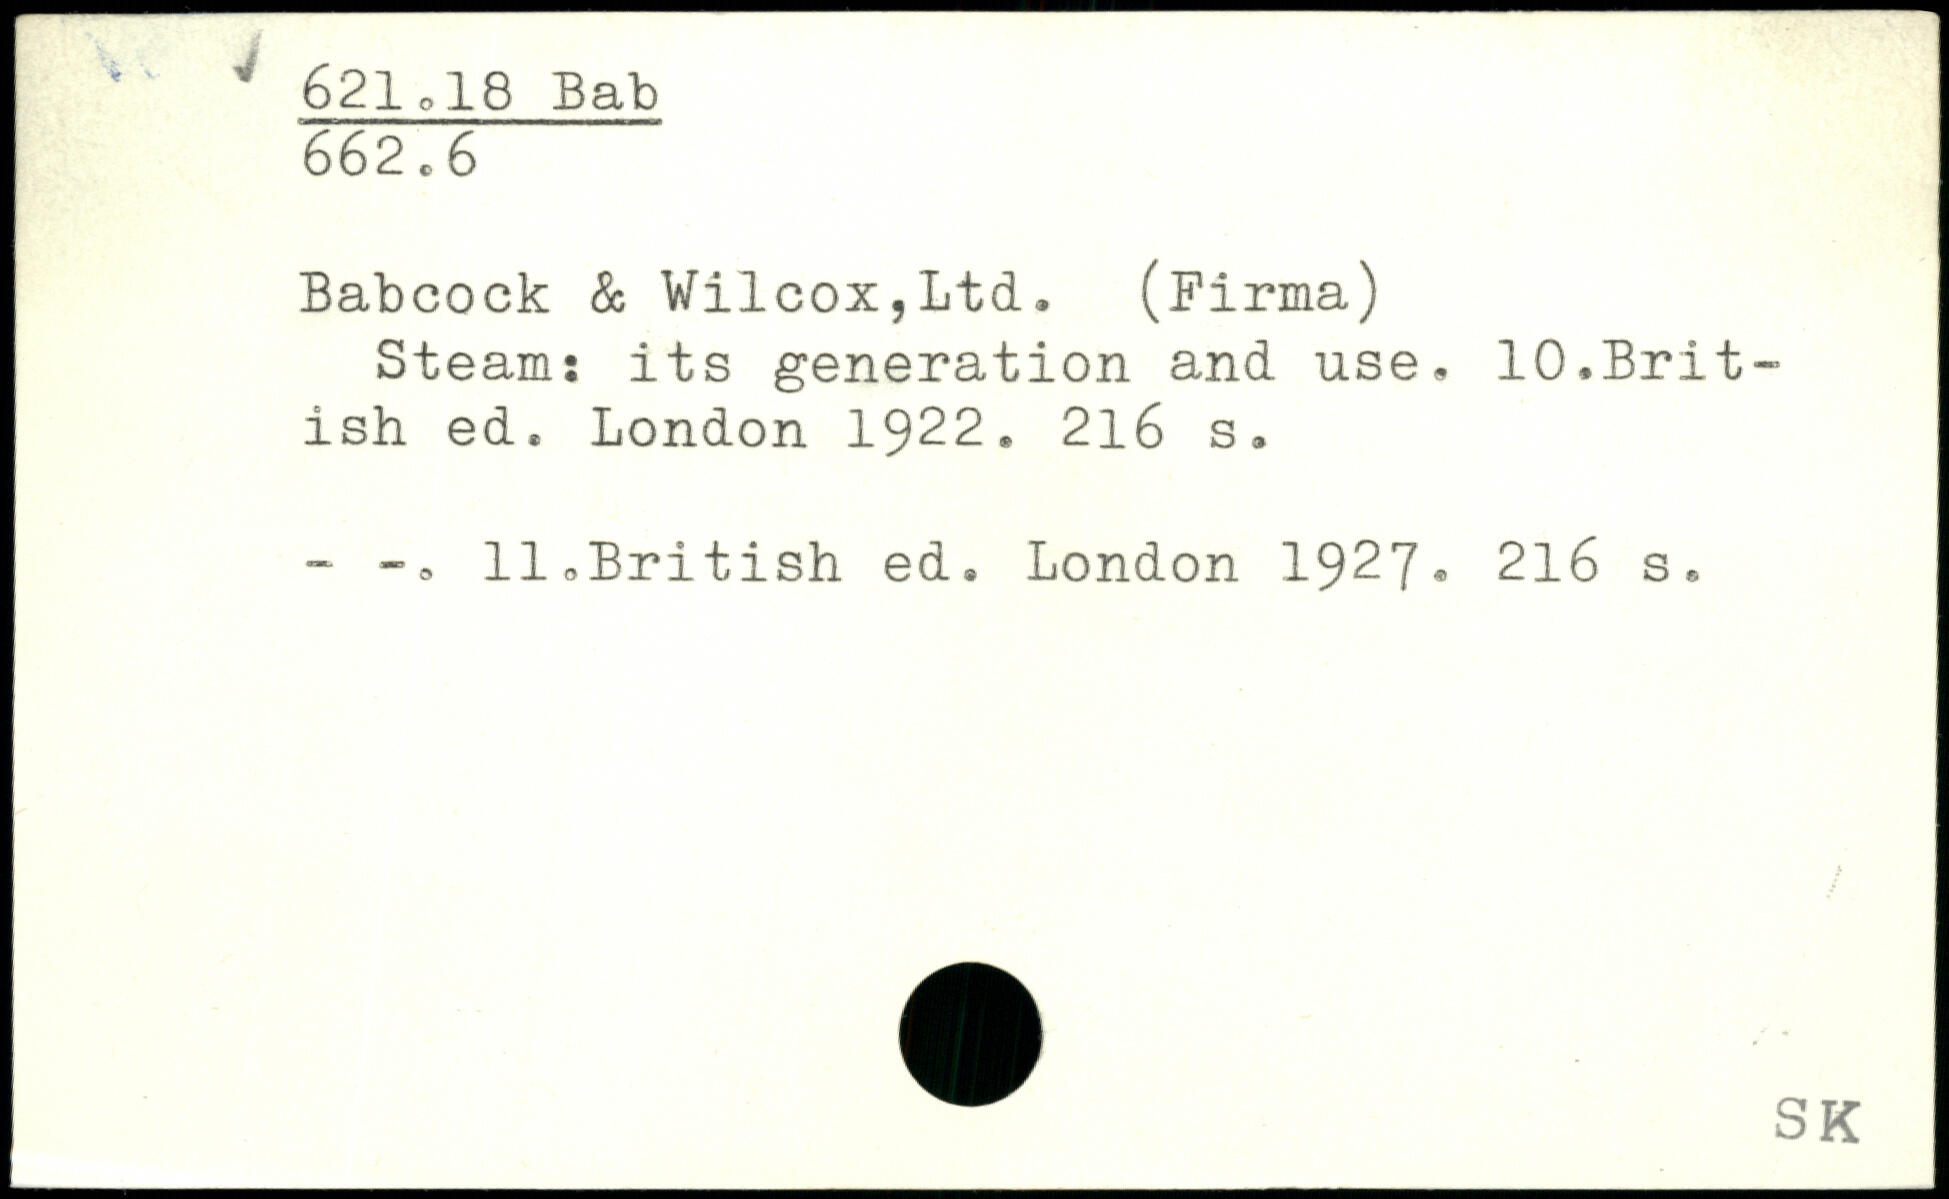 621.18 Bab
662.6
Babcock & Wilcox,Ltd. (Firma)
Steam: its generation and use. 10.Brit-
ish ed. London 1922. 216 s.
- -. 11.British ed. London 1927. 216 s.
SK